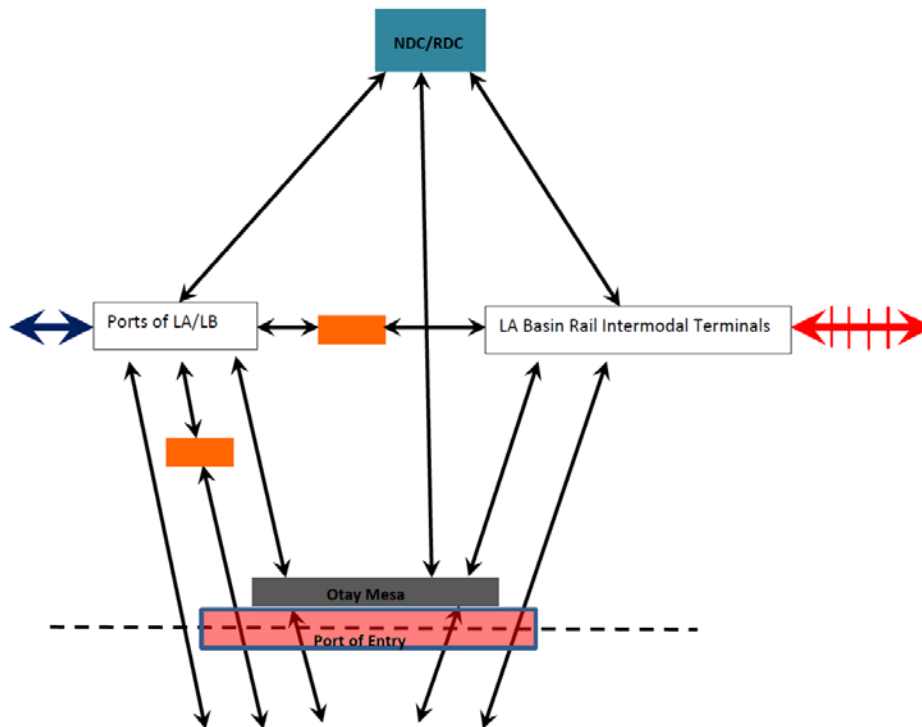 NDC/RDC
Ports of LA/LB
LA Basin Rail Intermodal Terminals
Otay Mesa
Port of Entry